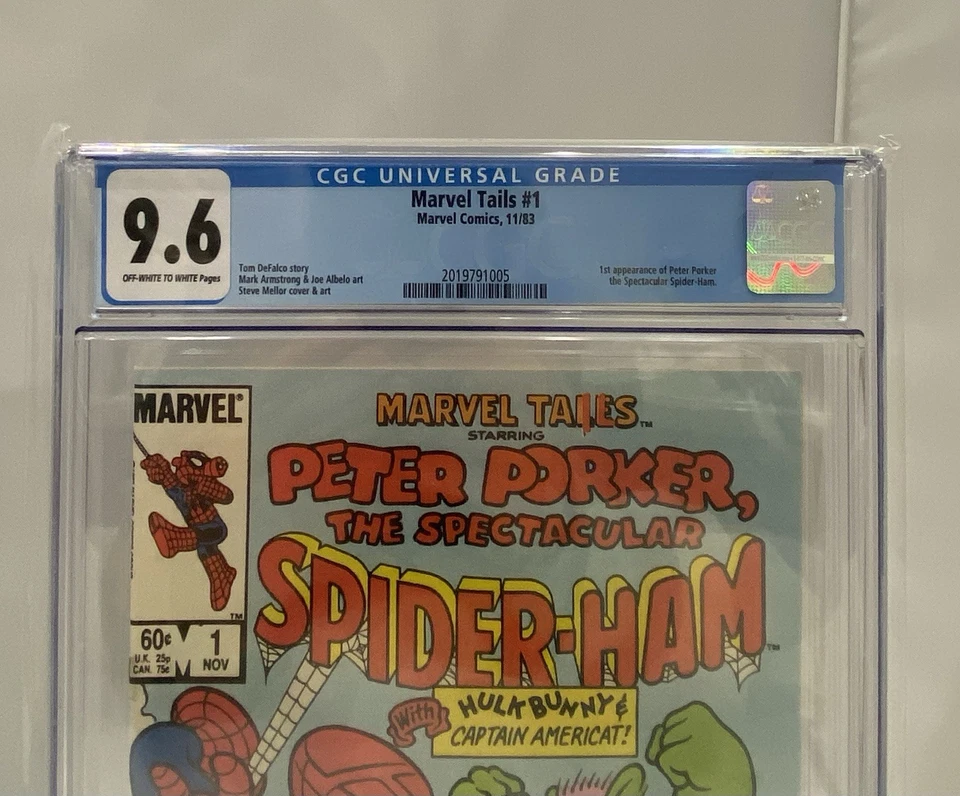 CGC UNIVERSAL GRADE
9.6
OFF-WHITE TO WHITE Pages
Marvel Tails #1
Marvel Comics, 11/83
Tom DeFalco story
Mark Armstrong & Joe Albelo art
Steve Mellor cover & art
2019791005
1st appearance of Peter Porker
the Spectacular Spider-Ham.
MARVEL®
MARVEL TAILS™
STARRING
PETER PORKER,
THE SPECTACULAR
SPIDER-HAM™
TM
60¢
U.K. 25p
CAN. 75¢
M
1
NOV
With
HULKBUNNY &
CAPTAIN AMERICAT!